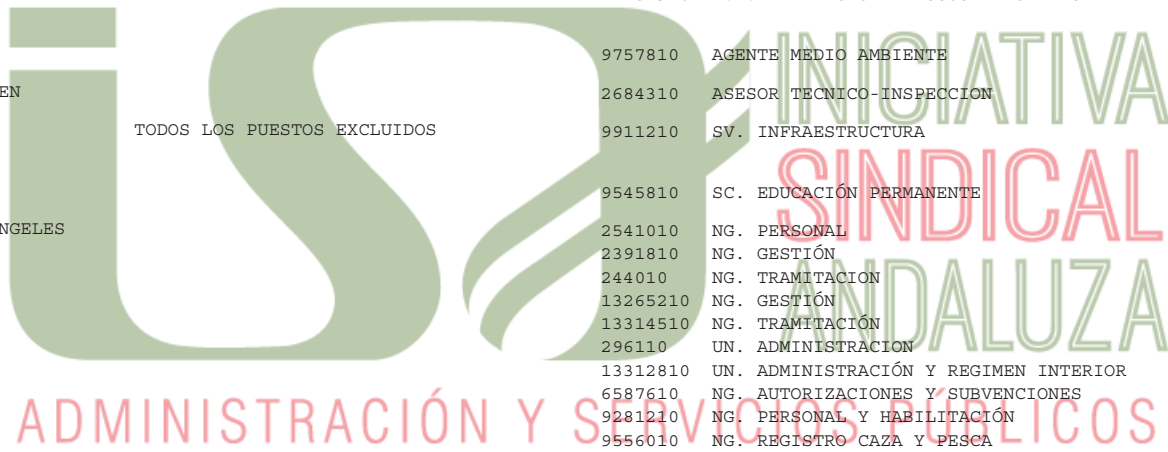 9757810 AGENTE MEDIO AMBIENTE
EN
2684310 ASESOR TECNICO-INSPECCION
TODOS LOS PUESTOS EXCLUIDOS 9911210 SV. INFRAESTRUCTURA
9545810 SC. EDUCACIÓN PERMANENTE
NGELES 2541010 NG. PERSONAL
2391810 NG. GESTIÓN
244010 NG. TRAMITACION
13265210 NG. GESTIÓN
13314510 NG. TRAMITACIÓN
296110 UN. ADMINISTRACION
13312810 UN. ADMINISTRACIÓN Y REGIMEN INTERIOR
6587610 NG. AUTORIZACIONES Y SUBVENCIONES
9281210 NG. PERSONAL Y HABILITACIÓN
9556010 NG. REGISTRO CAZA Y PESCA
isa
INICIATIVA
SINDICAL
ANDALUZA
ADMINISTRACIÓN Y SERVICIOS PÚBLICOS